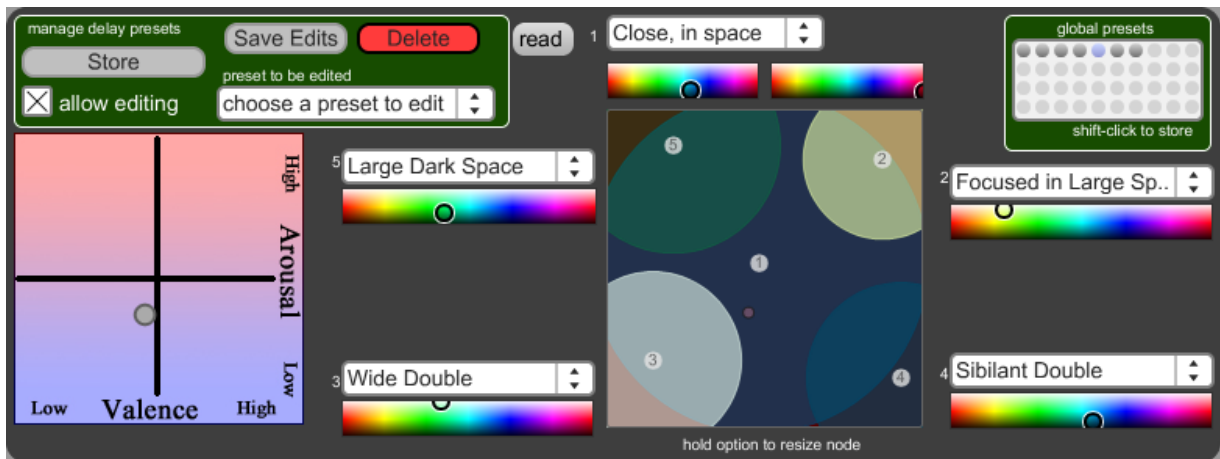 manage delay presets
Store
Save Edits
Delete
allow editing
preset to be edited
choose a preset to edit
read
1
Close, in space
global presets
shift-click to store
High
Arousal
Low
Low
Valence
High
5
Large Dark Space
3
Wide Double
5
2
1
3
4
hold option to resize node
2
Focused in Large Sp..
4
Sibilant Double